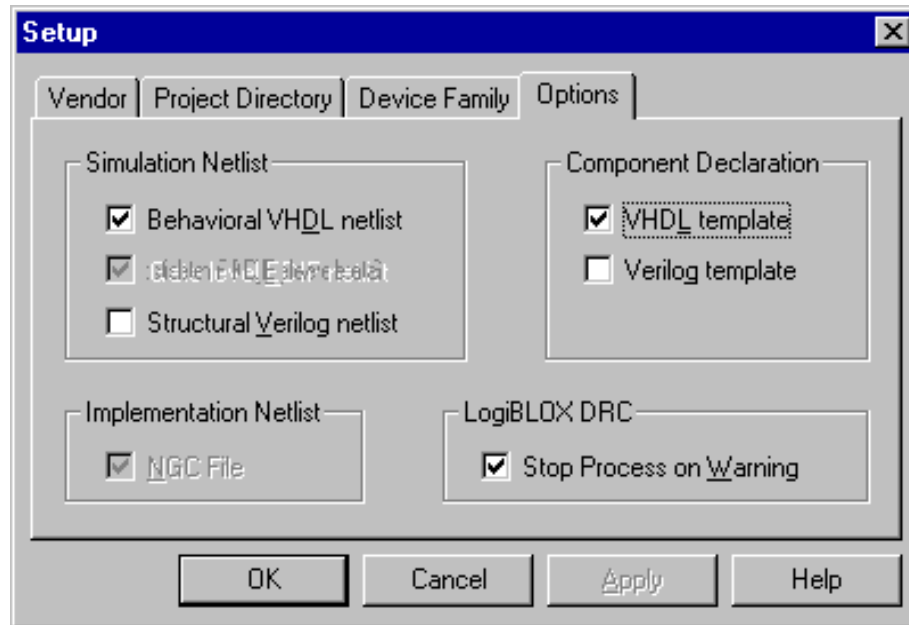 Setup
Vendor Project Directory Device Family Options
Simulation Netlist
Behavioral VHDL netlist
Structural Verilog netlist
Component Declaration
VHDL template
Verilog template
Implementation Netlist
NGC File
LogiBLOX DRC
Stop Process on Warning
OK Cancel Apply Help